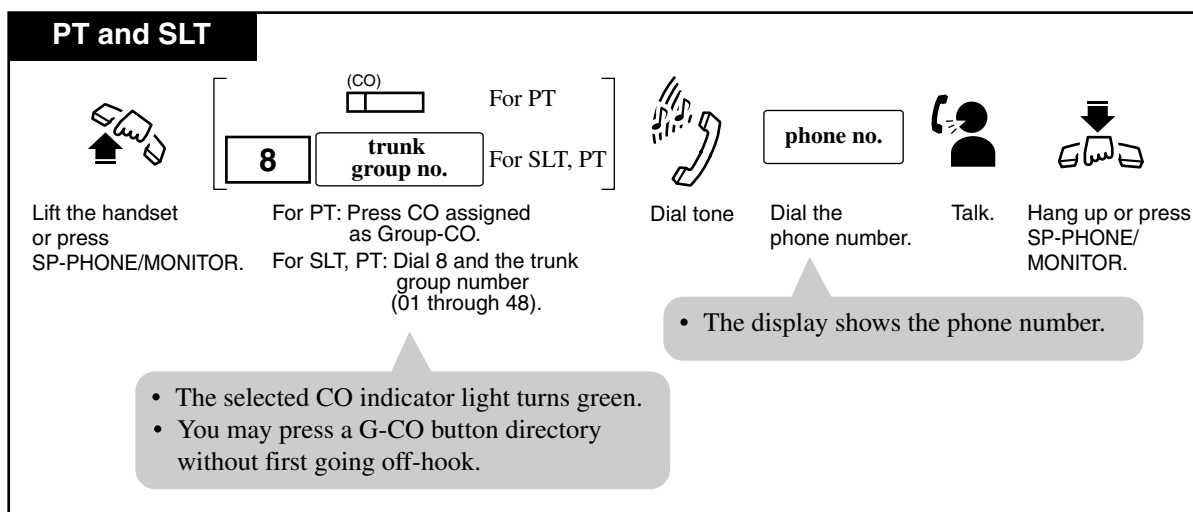 PT and SLT
(CO)
For PT
8
trunk
group no.
For SLT, PT
phone no.
Lift the handset
or press
SP-PHONE/MONITOR.
For PT: Press CO assigned
as Group-CO.
For SLT, PT: Dial 8 and the trunk
group number
(01 through 48).
Dial tone
Dial the
phone number.
Talk.
Hang up or press
SP-PHONE/
MONITOR.
• The display shows the phone number.
• The selected CO indicator light turns green.
• You may press a G-CO button directory
without first going off-hook.